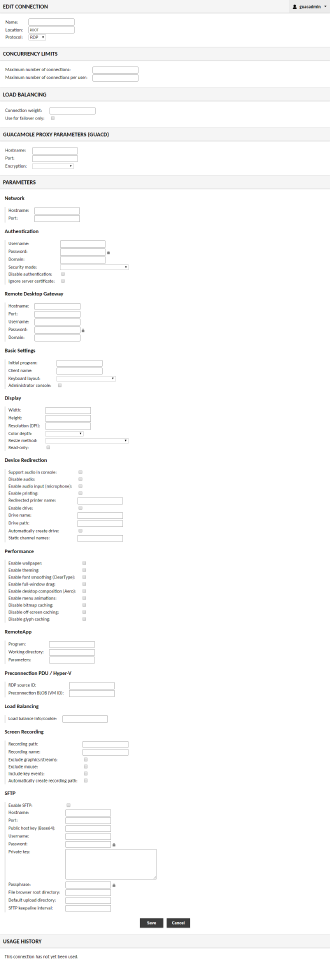 EDIT CONNECTION
guacadmin
Name:
Location: ROOT
Protocol: RDP
CONCURRENCY LIMITS
Maximum number of connections:
Maximum number of connections per user:
LOAD BALANCING
Connection weight:
Use for failover only:
GUACAMOLE PROXY PARAMETERS (GUACD)
Hostname:
Port:
Encryption:
PARAMETERS
Network
Hostname:
Port:
Authentication
Username:
Password:
Domain:
Security mode:
Disable authentication:
Ignore server certificate:
Remote Desktop Gateway
Hostname:
Port:
Username:
Password:
Domain:
Basic Settings
Initial program:
Client name:
Keyboard layout:
Administrator console:
Display
Width:
Height:
Resolution (DPI):
Color depth:
Resize method:
Read-only:
Device Redirection
Support audio in console:
Disable audio:
Enable audio input (microphone):
Enable printing:
Redirected printer name:
Enable drive:
Drive name:
Drive path:
Automatically create drive:
Static channel names:
Performance
Enable wallpaper:
Enable theming:
Enable font smoothing (ClearType):
Enable full-window drag:
Enable desktop composition (Aero):
Enable menu animations:
Disable bitmap caching:
Disable off-screen caching:
Disable glyph caching:
RemoteApp
Program:
Working directory:
Parameters:
Preconnection PDU / Hyper-V
RDP source ID:
Preconnection BLOB (VM ID):
Load Balancing
Load balance info/cookie:
Screen Recording
Recording path:
Recording name:
Exclude graphics/streams:
Exclude mouse:
Include key events:
Automatically create recording path:
SFTP
Enable SFTP:
Hostname:
Port:
Public host key (Base64):
Username:
Password:
Private key:
Passphrase:
File browser root directory:
Default upload directory:
SFTP keepalive interval:
Save
Cancel
USAGE HISTORY
This connection has not yet been used.